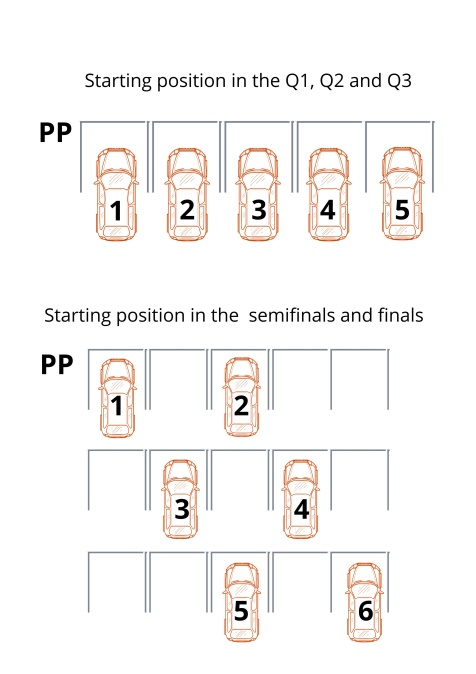 Starting position in the Q1, Q2 and Q3
PP
1 2 3 4 5
Starting position in the semifinals and finals
PP
1 2
3 4
5 6